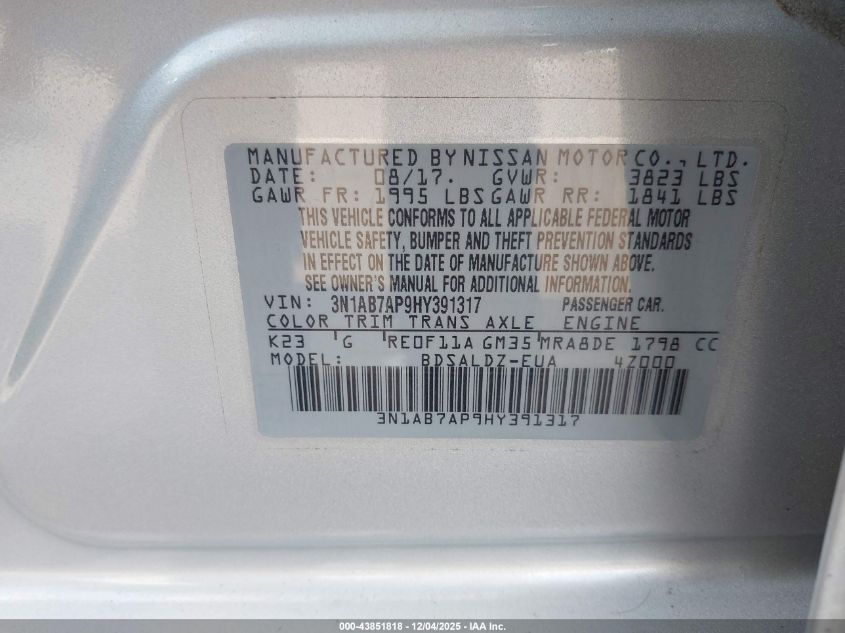 MANUFACTURED BY NISSAN MOTOR CO., LTD.
DATE: 08/17. GVWR: 3823 LBS
GAWR FR: 1995 LBS GAWR RR: 1841 LBS
THIS VEHICLE CONFORMS TO ALL APPLICABLE FEDERAL MOTOR
VEHICLE SAFETY, BUMPER AND THEFT PREVENTION STANDARDS
IN EFFECT ON THE DATE OF MANUFACTURE SHOWN ABOVE.
SEE OWNER'S MANUAL FOR ADDITIONAL INFORMATION.
VIN: 3N1AB7AP9HY391317 PASSENGER CAR.
COLOR TRIM TRANS AXLE ENGINE
K23 'G 'RE0F11A GM35 'MRA8DE 1798 CC
MODEL: BDSALDZ-EUA 4Z000
3N1AB7AP9HY391317
000-43851818 - 12/04/2025 - IAA Inc.